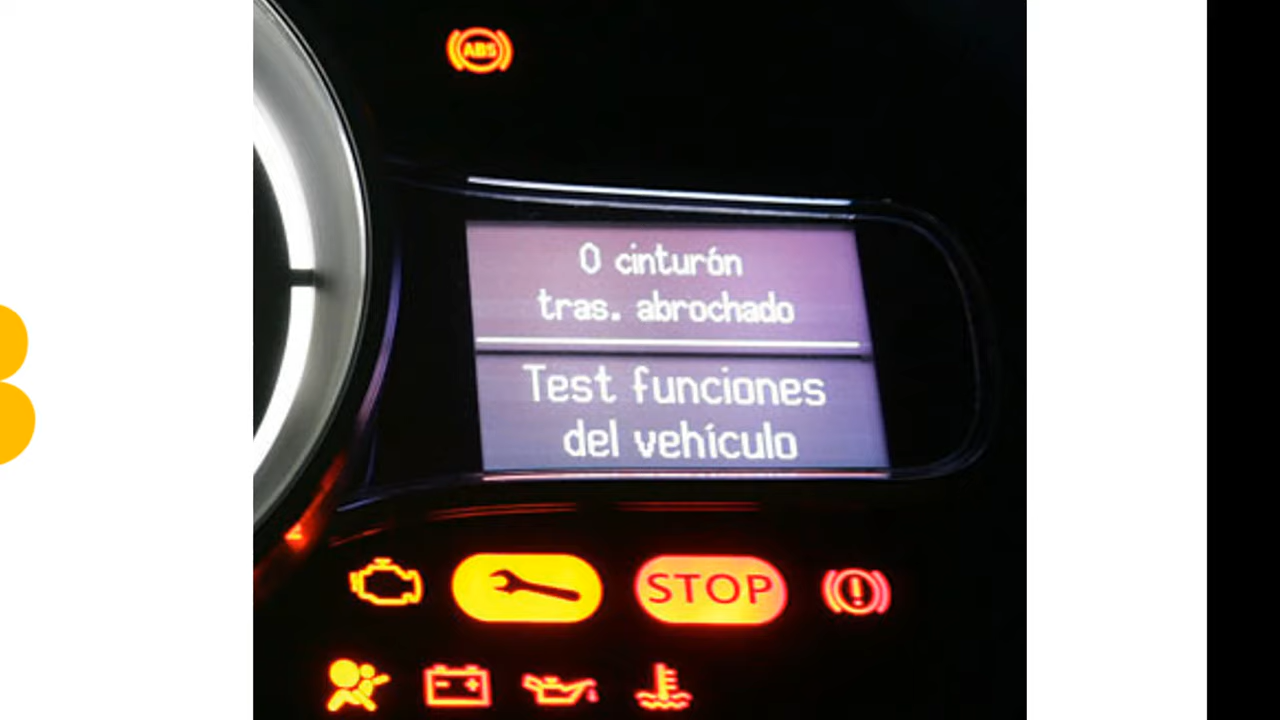 ABS
0 cinturón
tras. abrochado
Test funciones
del vehículo
STOP